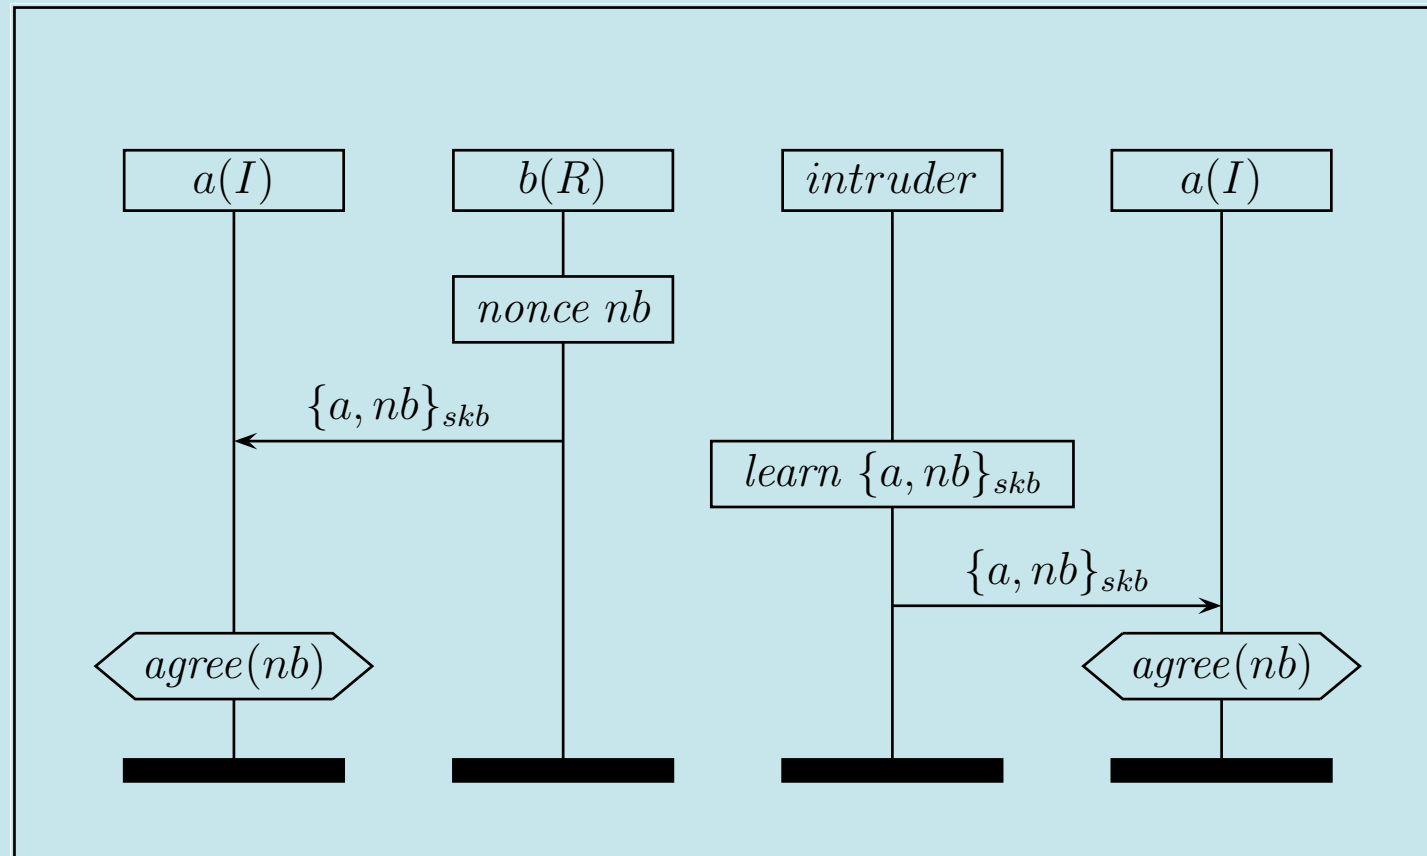 a(I)
b(R)
intruder
a(I)
nonce nb
{a, nb}skb
learn {a, nb}skb
{a, nb}skb
agree(nb)
agree(nb)